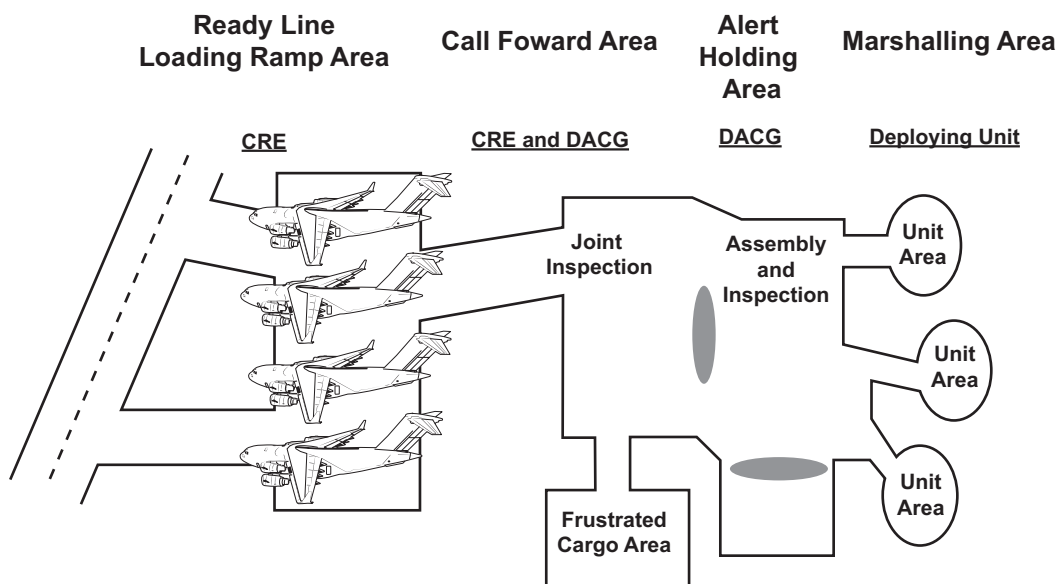 Ready Line
Loading Ramp Area
Call Foward Area
Alert
Holding
Area
Marshalling Area
CRE
CRE and DACG
DACG
Deploying Unit
Joint
Inspection
Assembly
and
Inspection
Unit
Area
Unit
Area
Unit
Area
Frustrated
Cargo Area